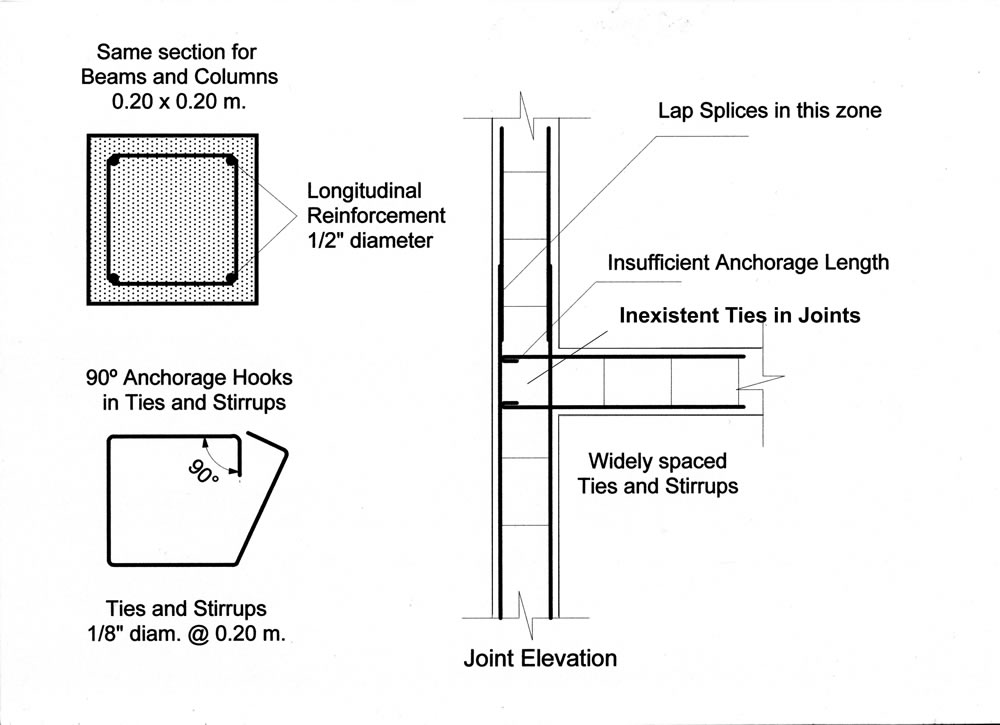 Same section for
Beams and Columns
0.20 x 0.20 m.
Longitudinal
Reinforcement
1/2" diameter
90º Anchorage Hooks
in Ties and Stirrups
90°
Ties and Stirrups
1/8" diam. @ 0.20 m.
Lap Splices in this zone
Insufficient Anchorage Length
Inexistent Ties in Joints
Widely spaced
Ties and Stirrups
Joint Elevation